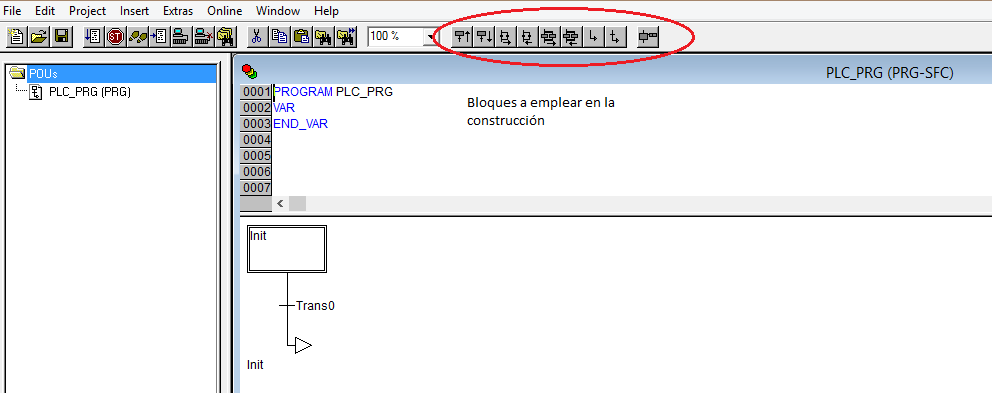 File Edit Project Insert Extras Online Window Help
100 %
POUs
PLC_PRG (PRG)
PLC_PRG (PRG-SFC)
0001 PROGRAM PLC_PRG
0002 VAR
0003 END_VAR
0004
0005
0006
0007
Bloques a emplear en la
construcción
Init
Trans0
Init